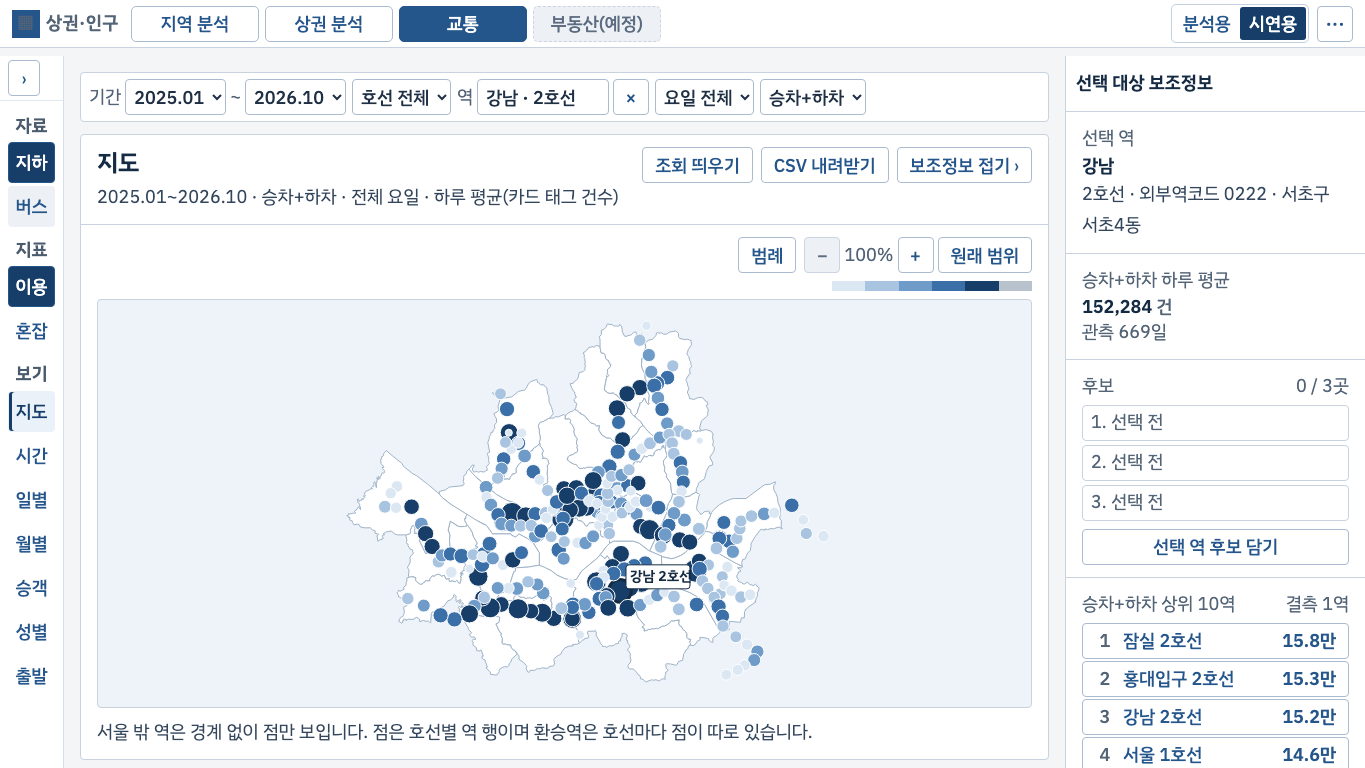 상권·인구 지역 분석 상권 분석 교통 부동산(예정) 분석용 시연용 ···
›
자료
지하
버스
지표
이용
혼잡
보기
지도
시간
일별
월별
승객
성별
출발
기간 2025.01 ~ 2026.10 호선 전체 역 강남 · 2호선 × 요일 전체 승차+하차
지도
조회 띄우기 CSV 내려받기 보조정보 접기 ›
2025.01~2026.10 · 승차+하차 · 전체 요일 · 하루 평균(카드 태그 건수)
범례 − 100% + 원래 범위
강남 2호선
서울 밖 역은 경계 없이 점만 보입니다. 점은 호선별 역 행이며 환승역은 호선마다 점이 따로 있습니다.
선택 대상 보조정보
선택 역
강남
2호선 · 외부역코드 0222 · 서초구
서초4동
승차+하차 하루 평균
152,284 건
관측 669일
후보 0 / 3곳
1. 선택 전
2. 선택 전
3. 선택 전
선택 역 후보 담기
승차+하차 상위 10역 결측 1역
1 잠실 2호선 15.8만
2 홍대입구 2호선 15.3만
3 강남 2호선 15.2만
4 서울 1호선 14.6만